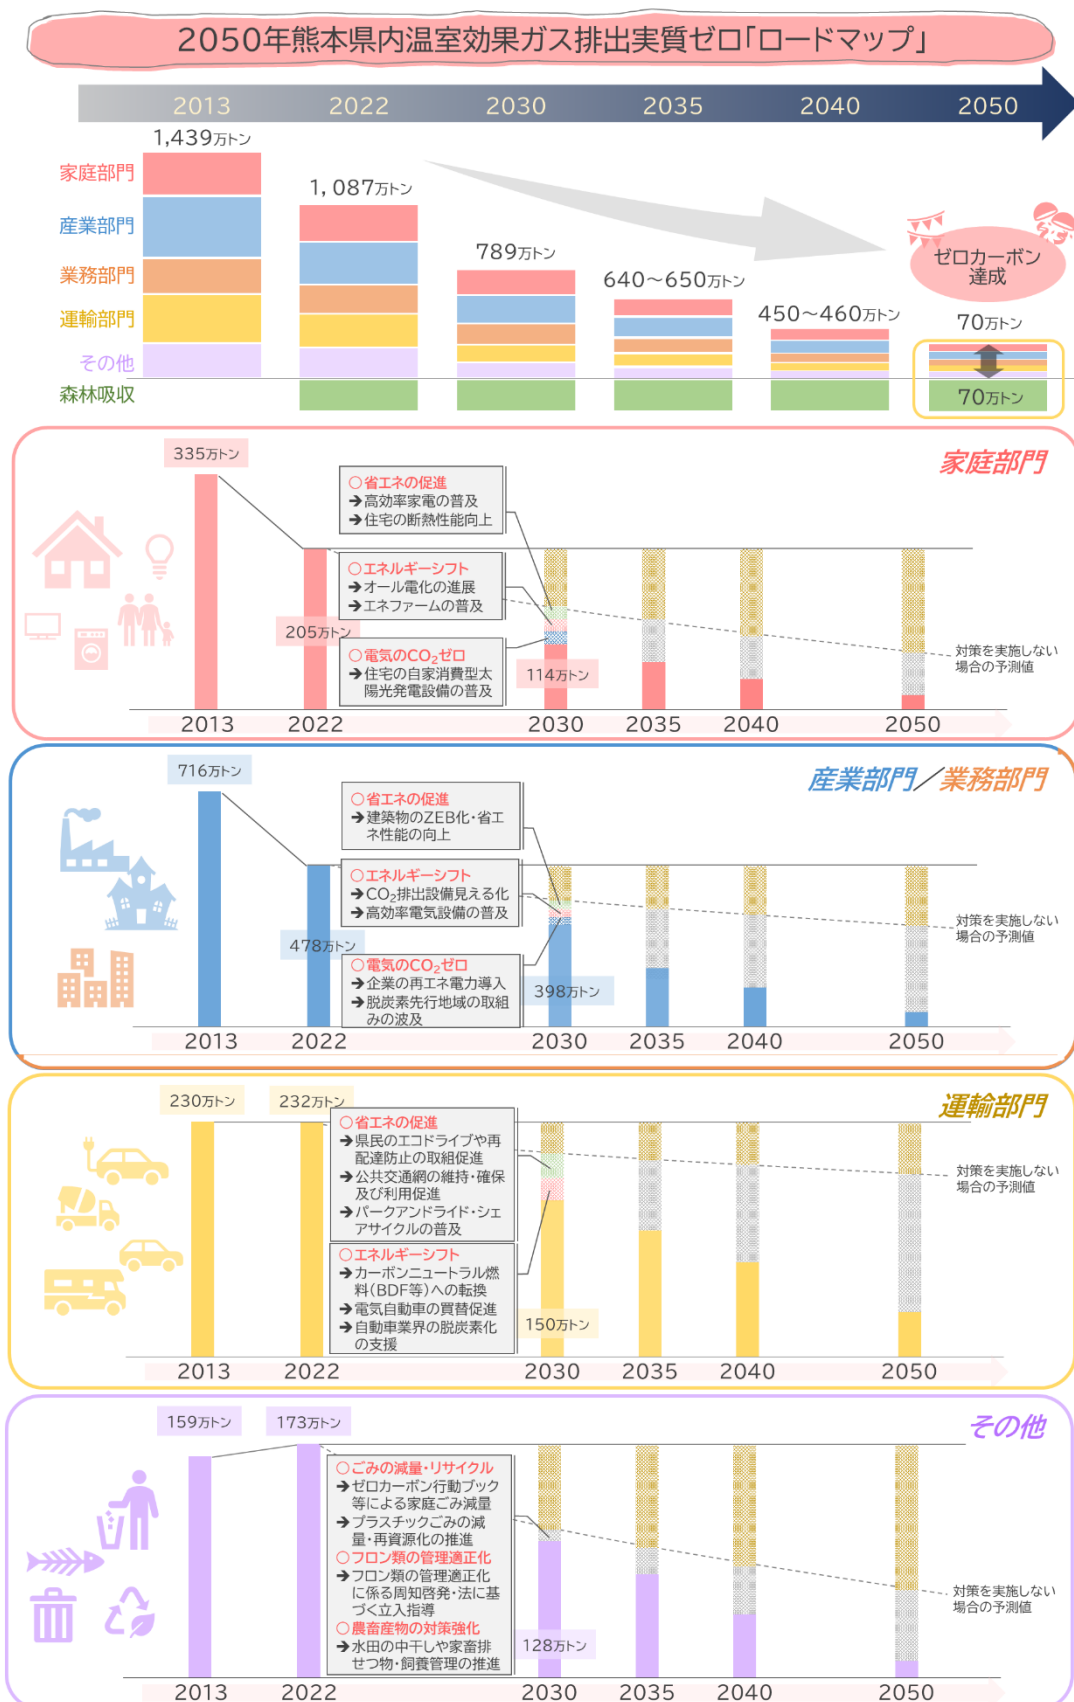 2050年熊本県内温室効果ガス排出実質ゼロ「ロードマップ」
2013 2022 2030 2035 2040 2050
1,439万トン
1,087万トン
789万トン
640～650万トン
450～460万トン
70万トン
ゼロカーボン
達成
家庭部門
産業部門
業務部門
運輸部門
その他
森林吸収
70万トン
家庭部門
335万トン
205万トン
114万トン
○省エネの促進
➔高効率家電の普及
➔住宅の断熱性能向上
○エネルギーシフト
➔オール電化の進展
➔エネファームの普及
○電気のCO₂ゼロ
➔住宅の自家消費型太
陽光発電設備の普及
対策を実施しない
場合の予測値
2013 2022 2030 2035 2040 2050
産業部門／業務部門
716万トン
478万トン
398万トン
○省エネの促進
➔建築物のZEB化・省エ
ネ性能の向上
○エネルギーシフト
➔CO₂排出設備見える化
➔高効率電気設備の普及
○電気のCO₂ゼロ
➔企業の再エネ電力導入
➔脱炭素先行地域の取組
みの波及
対策を実施しない
場合の予測値
2013 2022 2030 2035 2040 2050
運輸部門
230万トン
232万トン
150万トン
○省エネの促進
➔県民のエコドライブや再
配達防止の取組促進
➔公共交通網の維持・確保
及び利用促進
➔パークアンドライド・シェ
アサイクルの普及
○エネルギーシフト
➔カーボンニュートラル燃
料（BDF等）への転換
➔電気自動車の買替促進
➔自動車業界の脱炭素化
の支援
対策を実施しない
場合の予測値
2013 2022 2030 2035 2040 2050
その他
159万トン
173万トン
128万トン
○ごみの減量・リサイクル
➔ゼロカーボン行動ブック
等による家庭ごみ減量
➔プラスチックごみの減
量・再資源化の推進
○フロン類の管理適正化
➔フロン類の管理適正化
に係る周知啓発・法に基
づく立入指導
○農畜産物の対策強化
➔水田の中干しや家畜排
せつ物・飼養管理の推進
対策を実施しない
場合の予測値
2013 2022 2030 2035 2040 2050